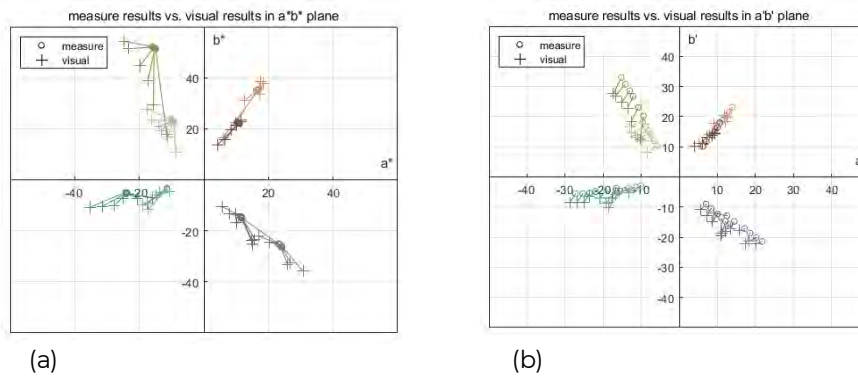 measure results vs. visual results in a*b* plane
b*
measure
visual
40
20
a*
-40
-20
20
40
-20
-40
(a)
measure results vs. visual results in a'b' plane
b'
measure
visual
40
30
20
10
a
-40
-30
-20
-10
10
20
30
40
-10
-20
-30
-40
(b)